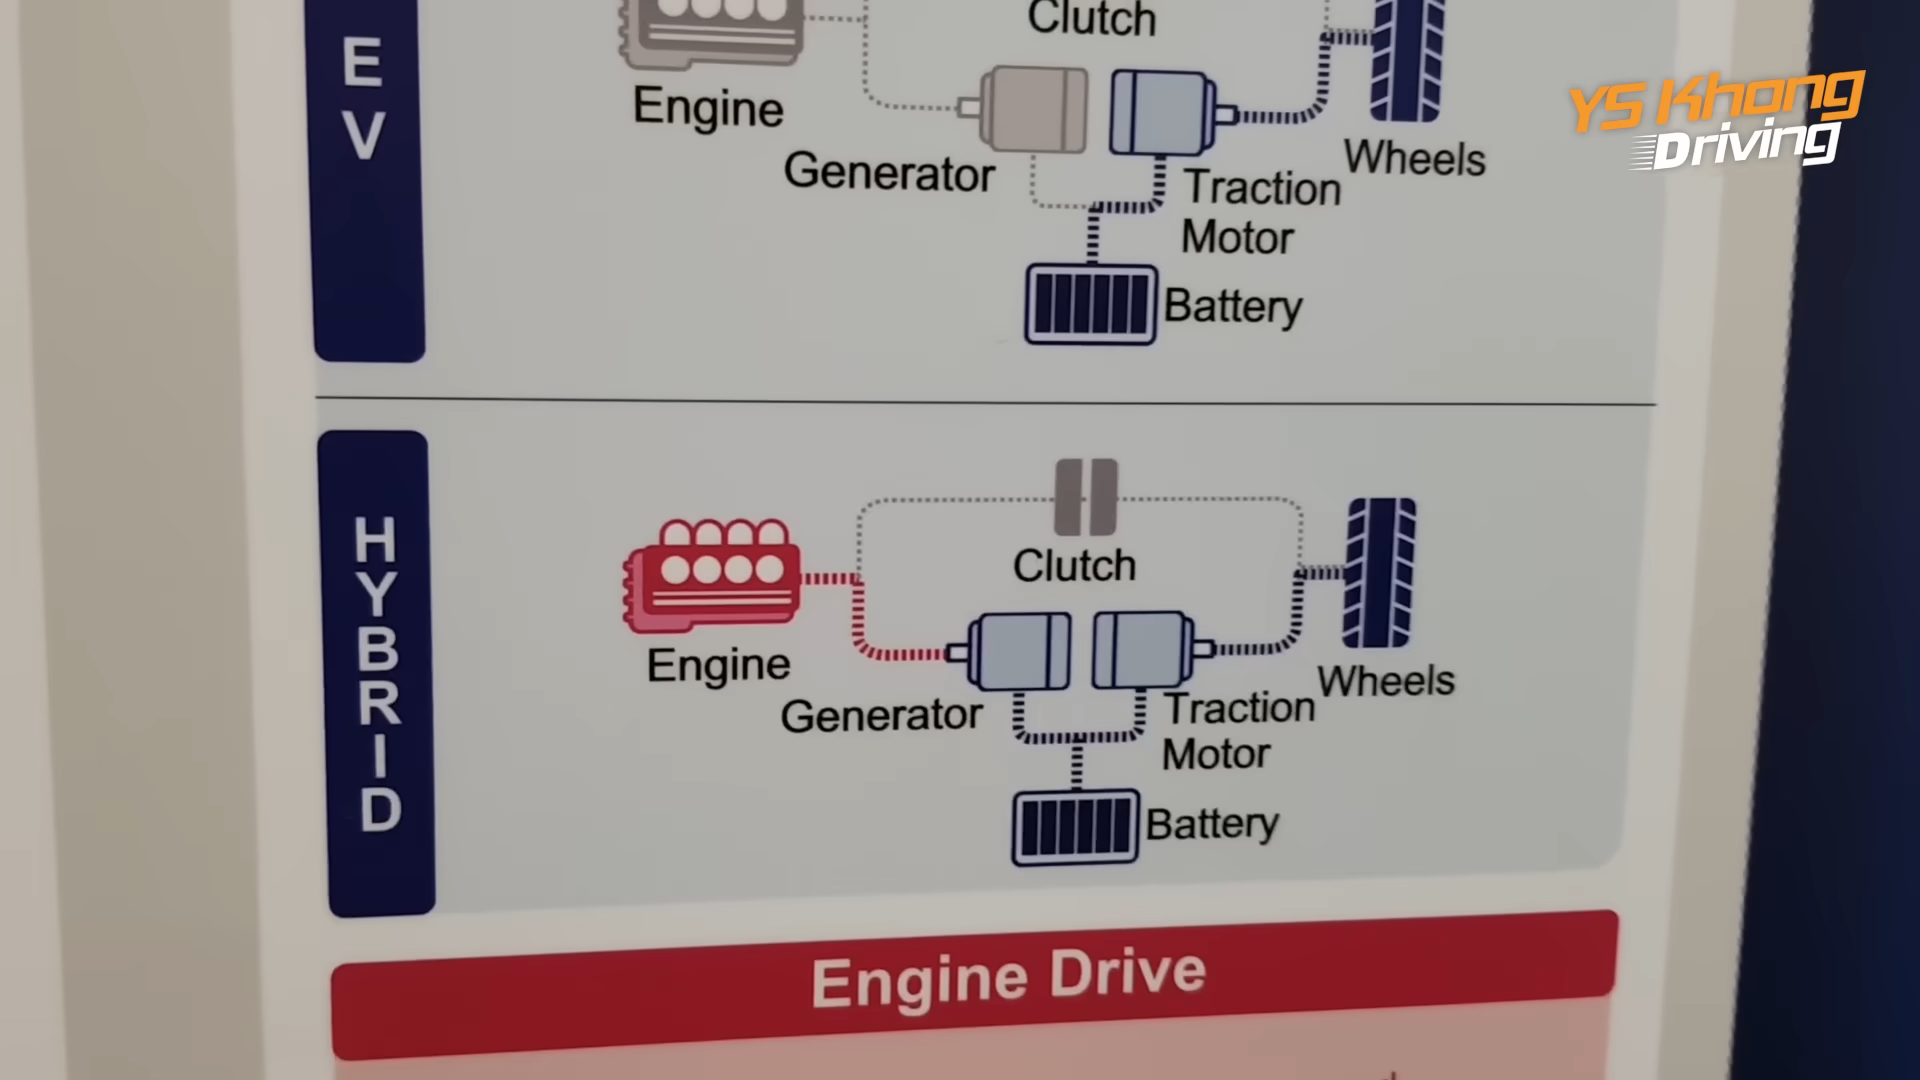 EV
Clutch
Engine
Generator
Wheels
Traction
Motor
Battery
YS Khong
Driving
HYBRID
Clutch
Engine
Generator
Wheels
Traction
Motor
Battery
Engine Drive